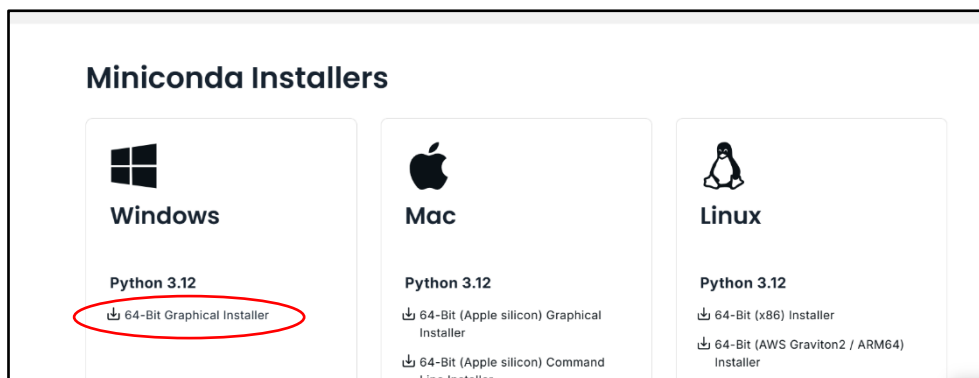 Miniconda Installers
Windows
Python 3.12
64-Bit Graphical Installer
Mac
Python 3.12
64-Bit (Apple silicon) Graphical
Installer
64-Bit (Apple silicon) Command
Line Installer
Linux
Python 3.12
64-Bit (x86) Installer
64-Bit (AWS Graviton2 / ARM64)
Installer